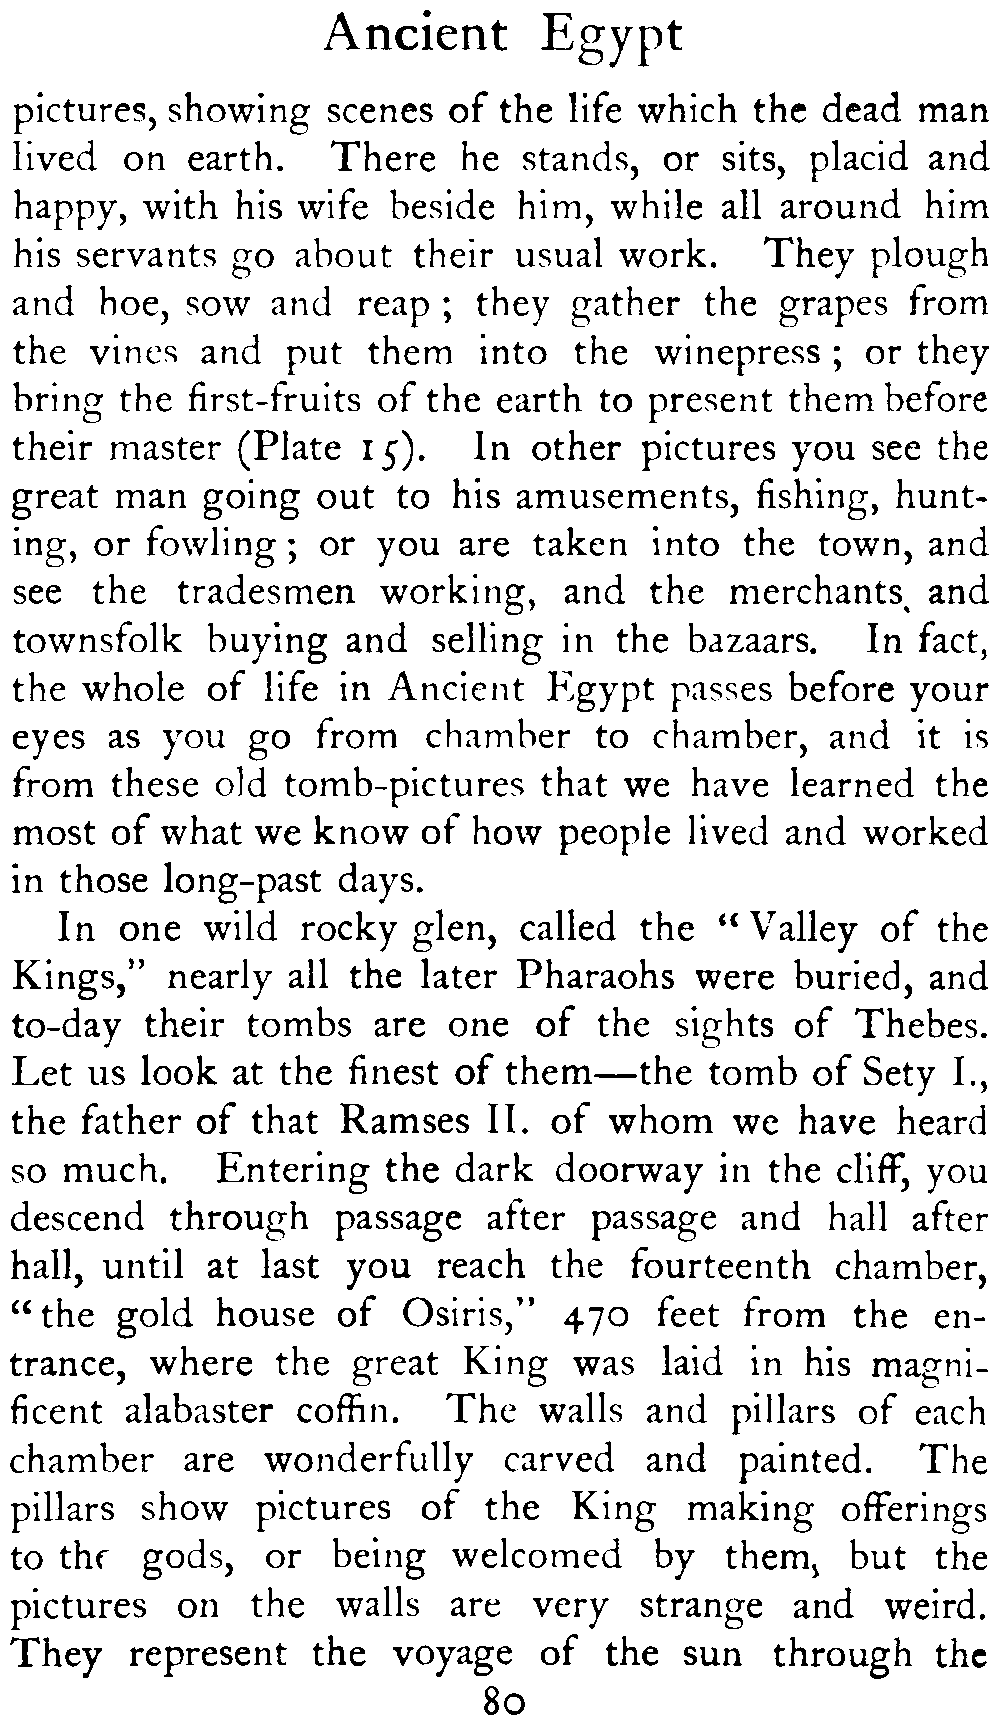 Ancient Egypt
pictures, showing scenes of the life which the dead man
lived on earth. There he stands, or sits, placid and
happy, with his wife beside him, while all around him
his servants go about their usual work. They plough
and hoe, sow and reap ; they gather the grapes from
the vines and put them into the winepress ; or they
bring the first-fruits of the earth to present them before
their master (Plate 15). In other pictures you see the
great man going out to his amusements, fishing, hunt-
ing, or fowling ; or you are taken into the town, and
see the tradesmen working, and the merchants and
townsfolk buying and selling in the bazaars. In fact,
the whole of life in Ancient Egypt passes before your
eyes as you go from chamber to chamber, and it is
from these old tomb-pictures that we have learned the
most of what we know of how people lived and worked
in those long-past days.
In one wild rocky glen, called the “ Valley of the
Kings,” nearly all the later Pharaohs were buried, and
to-day their tombs are one of the sights of Thebes.
Let us look at the finest of them—the tomb of Sety I.,
the father of that Ramses II. of whom we have heard
so much. Entering the dark doorway in the cliff, you
descend through passage after passage and hall after
hall, until at last you reach the fourteenth chamber,
“ the gold house of Osiris,” 470 feet from the en-
trance, where the great King was laid in his magni-
ficent alabaster coffin. The walls and pillars of each
chamber are wonderfully carved and painted. The
pillars show pictures of the King making offerings
to the gods, or being welcomed by them, but the
pictures on the walls are very strange and weird.
They represent the voyage of the sun through the
80